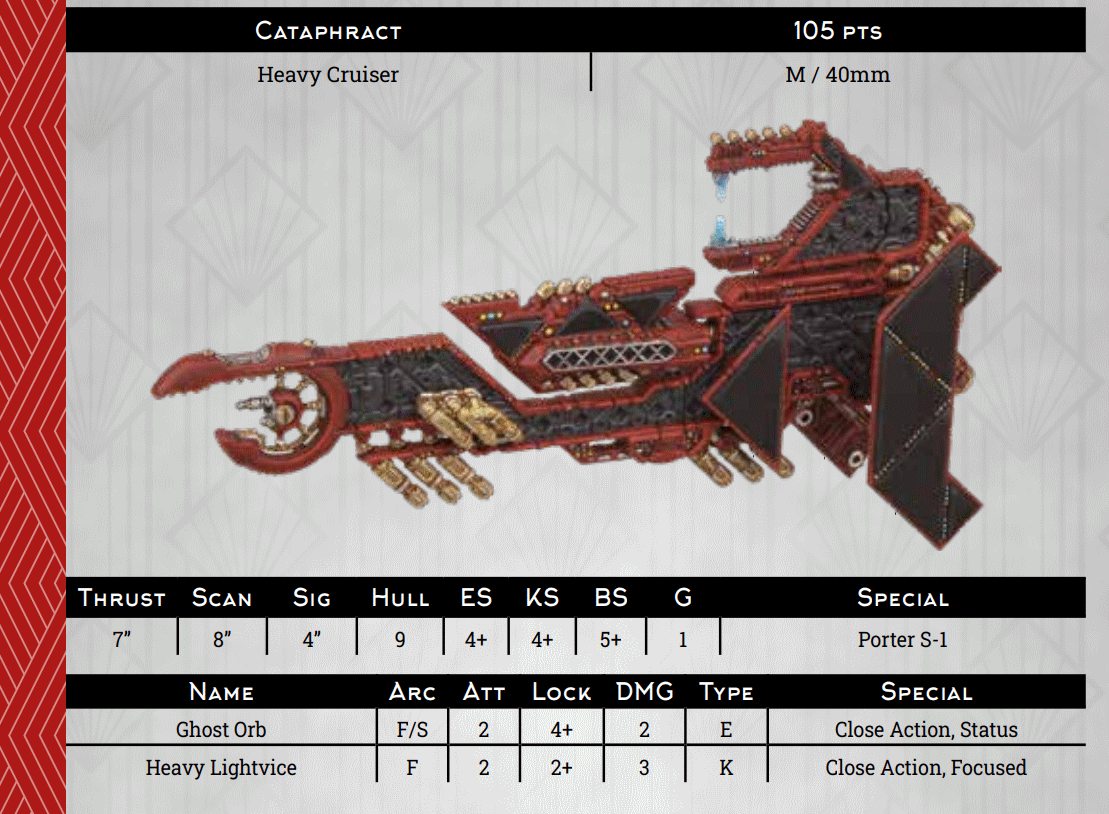 Cataphract 105 pts
Heavy Cruiser M / 40mm
Thrust Scan Sig Hull ES KS BS G Special
7” 8” 4” 9 4+ 4+ 5+ 1 Porter S-1
Name Arc Att Lock DMG Type Special
Ghost Orb F/S 2 4+ 2 E Close Action, Status
Heavy Lightvice F 2 2+ 3 K Close Action, Focused